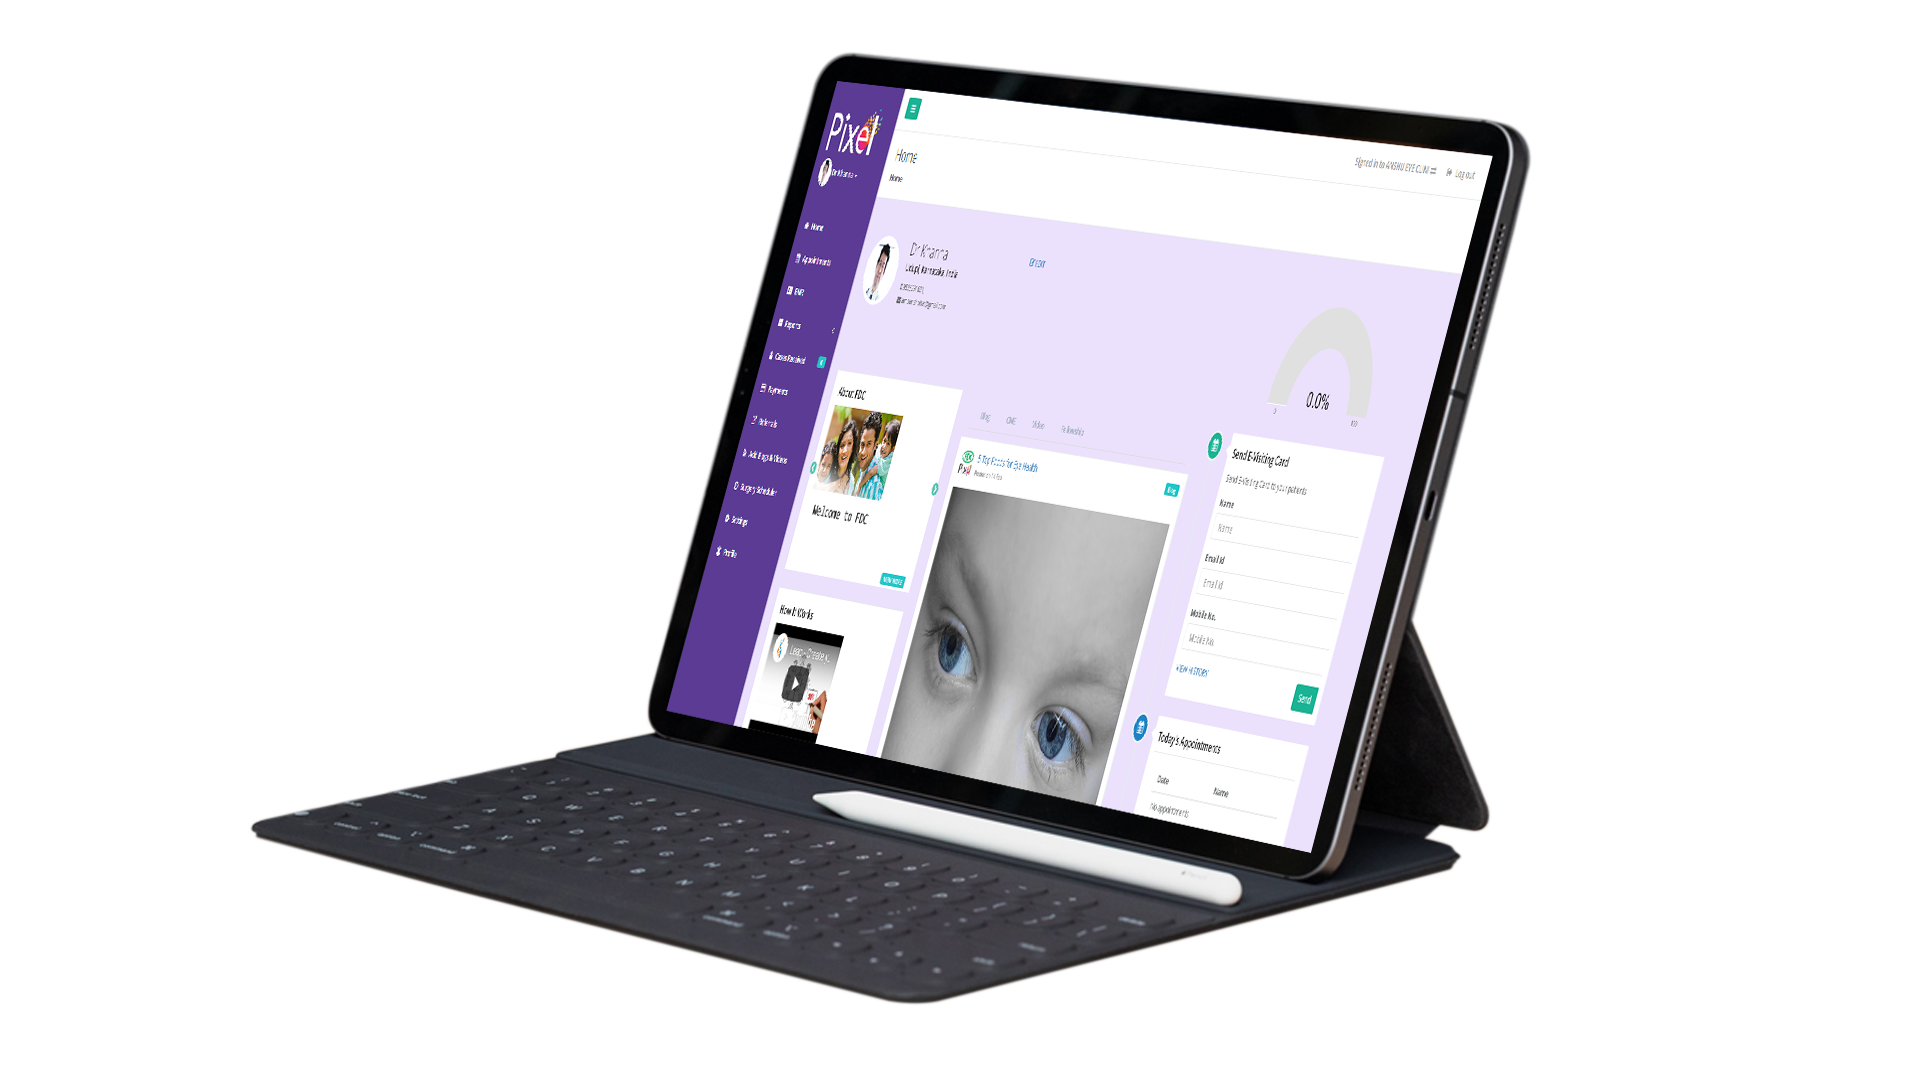 Pixel
Dr Khanna
Home
Appointments
EMR
Reports
Cases Received
Payments
Referrals
Add Blogs & Videos
Surgery Scheduler
Settings
Profile
Signed in to ANSHU EYE CLINI
Log out
Home
Home
Dr Khanna
Udupi, Karnataka, India
0.0%
0
100
About FDC
Welcome to FDC
VIEW MORE
How It Works
Blog
CME
Video
Fellowship
5 Top Foods for Eye Health
Pixel
Blog
Send E-Visiting Card
Send E-Visiting Card to your patients
Name
Name
Email Id
Email Id
Mobile No.
Mobile No.
VIEW HISTORY
Send
Today's Appointments
Date
Name
No appointments